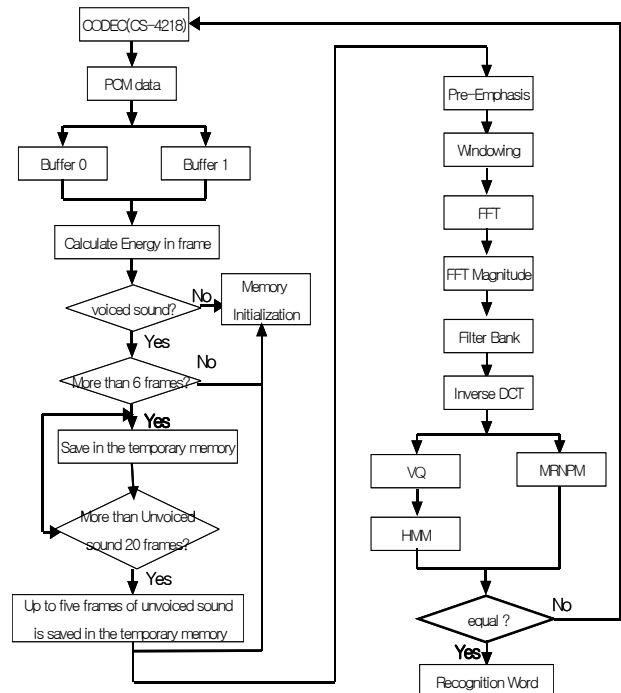 CODEC(CS-4218)
PCM data
Buffer 0
Buffer 1
Calculate Energy in frame
voiced sound?
No
Memory
Initialization
Yes
More than 6 frames?
No
Yes
Save in the temporary memory
More than Unvoiced
sound 20 frames?
Yes
Up to five frames of unvoiced sound
is saved in the temporary memory
Pre-Emphasis
Windowing
FFT
FFT Magnitude
Filter Bank
Inverse DCT
VQ
MRNPM
HMM
equal ?
No
Yes
Recognition Word